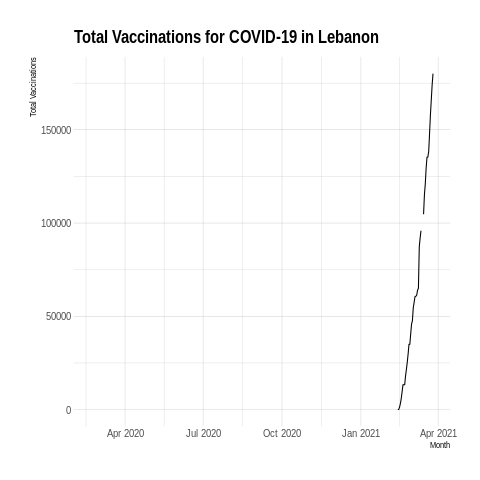 Total Vaccinations for COVID-19 in Lebanon
Total Vaccinations
150000
100000
50000
0
Apr 2020 Jul 2020 Oct 2020 Jan 2021 Apr 2021
Month